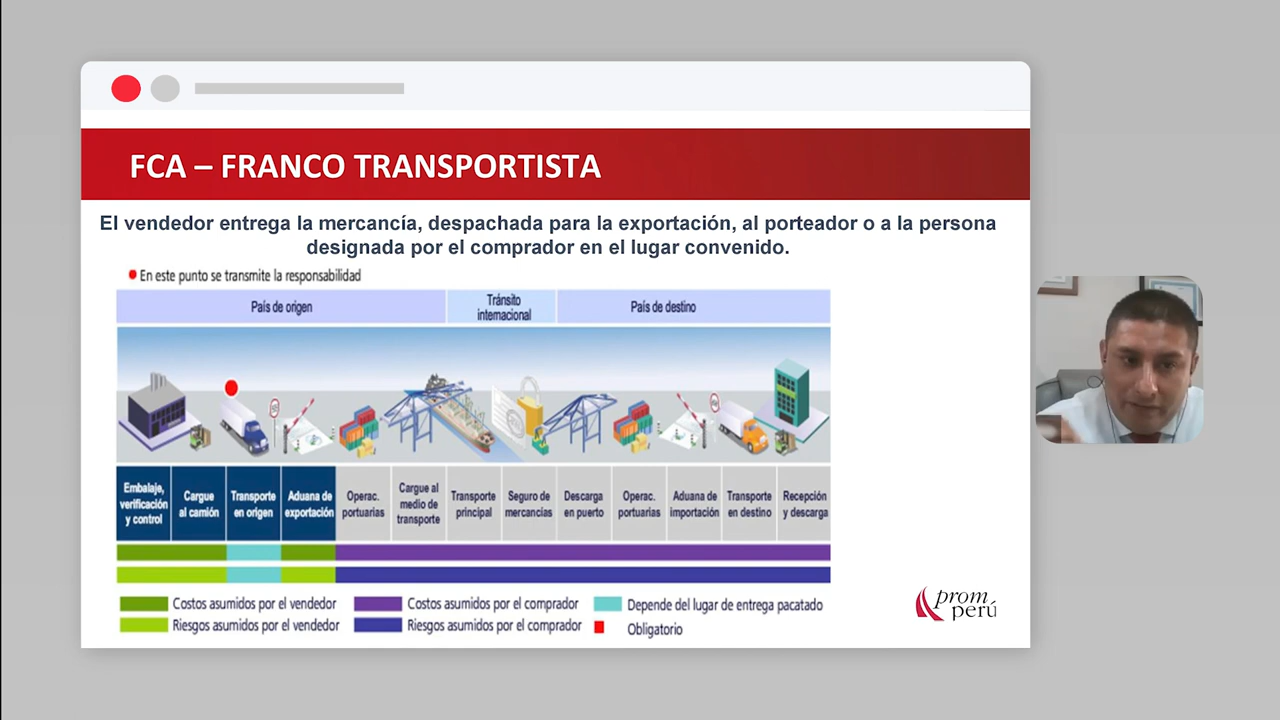 FCA – FRANCO TRANSPORTISTA
El vendedor entrega la mercancía, despachada para la exportación, al porteador o a la persona
designada por el comprador en el lugar convenido.
En este punto se transmite la responsabilidad
País de origen
Tránsito
internacional
País de destino
Embalaje,
verificación
y control
Cargue
al camión
Transporte
en origen
Aduana de
exportación
Operac.
portuarias
Cargue al
medio de
transporte
Transporte
principal
Seguro de
mercancías
Descarga
en puerto
Operac.
portuarias
Aduana de
importación
Transporte
en destino
Recepción
y descarga
Costos asumidos por el vendedor
Costos asumidos por el comprador
Depende del lugar de entrega pacatado
Riesgos asumidos por el vendedor
Riesgos asumidos por el comprador
Obligatorio
prom
perú